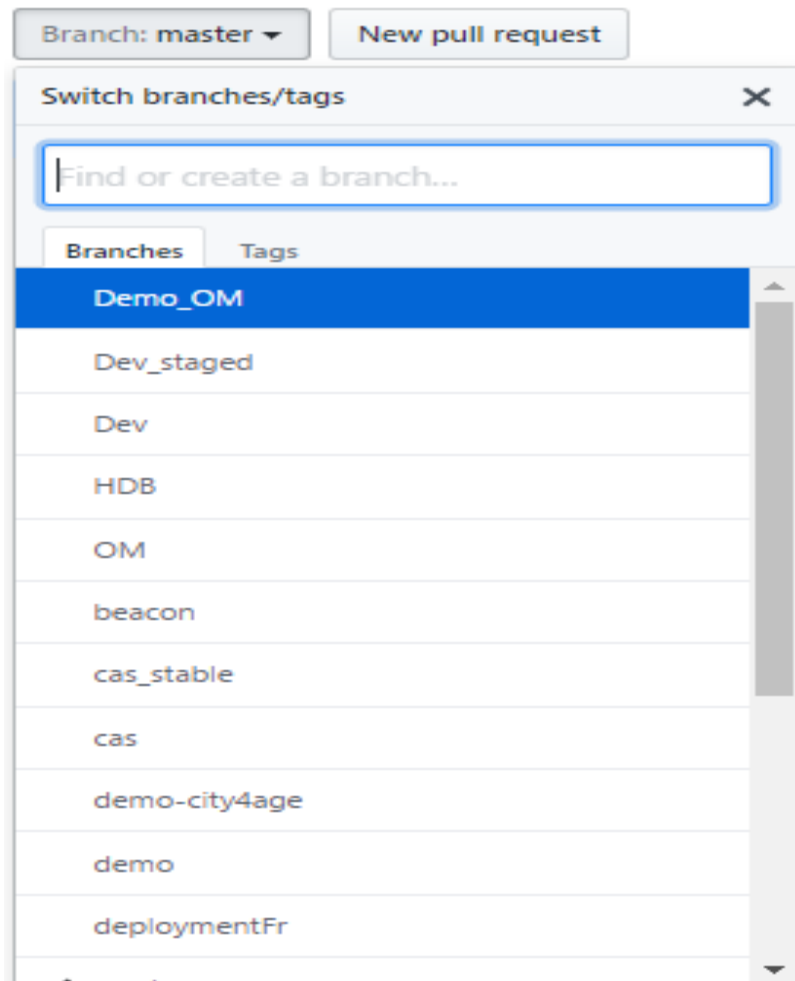 Branch: master New pull request
Switch branches/tags
Find or create a branch...
Branches Tags
Demo_OM
Dev_staged
Dev
HDB
OM
beacon
cas_stable
cas
demo-city4age
demo
deploymentFr